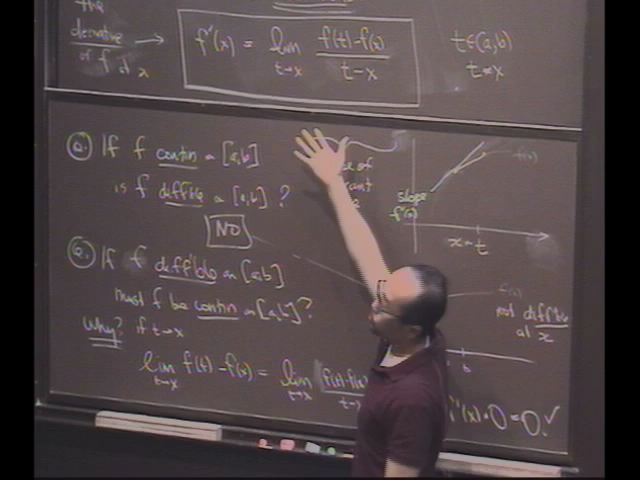 the
derivative
of f at x
f'(x) = lim t→x f(t)-f(x) / t-x
t∈(a,b)
t≠x
Q. If f contin on [a,b]
is f diff'ble on [a,b] ?
NO
of
slope
f'(x)
x t
Q. If f diff'ble on [a,b]
must f be contin on [a,b]?
not diff'ble
at x
Why? if t→x
lim t→x f(t)-f(x) = lim t→x f(t)-f(x)
(x)·0=0 ✓